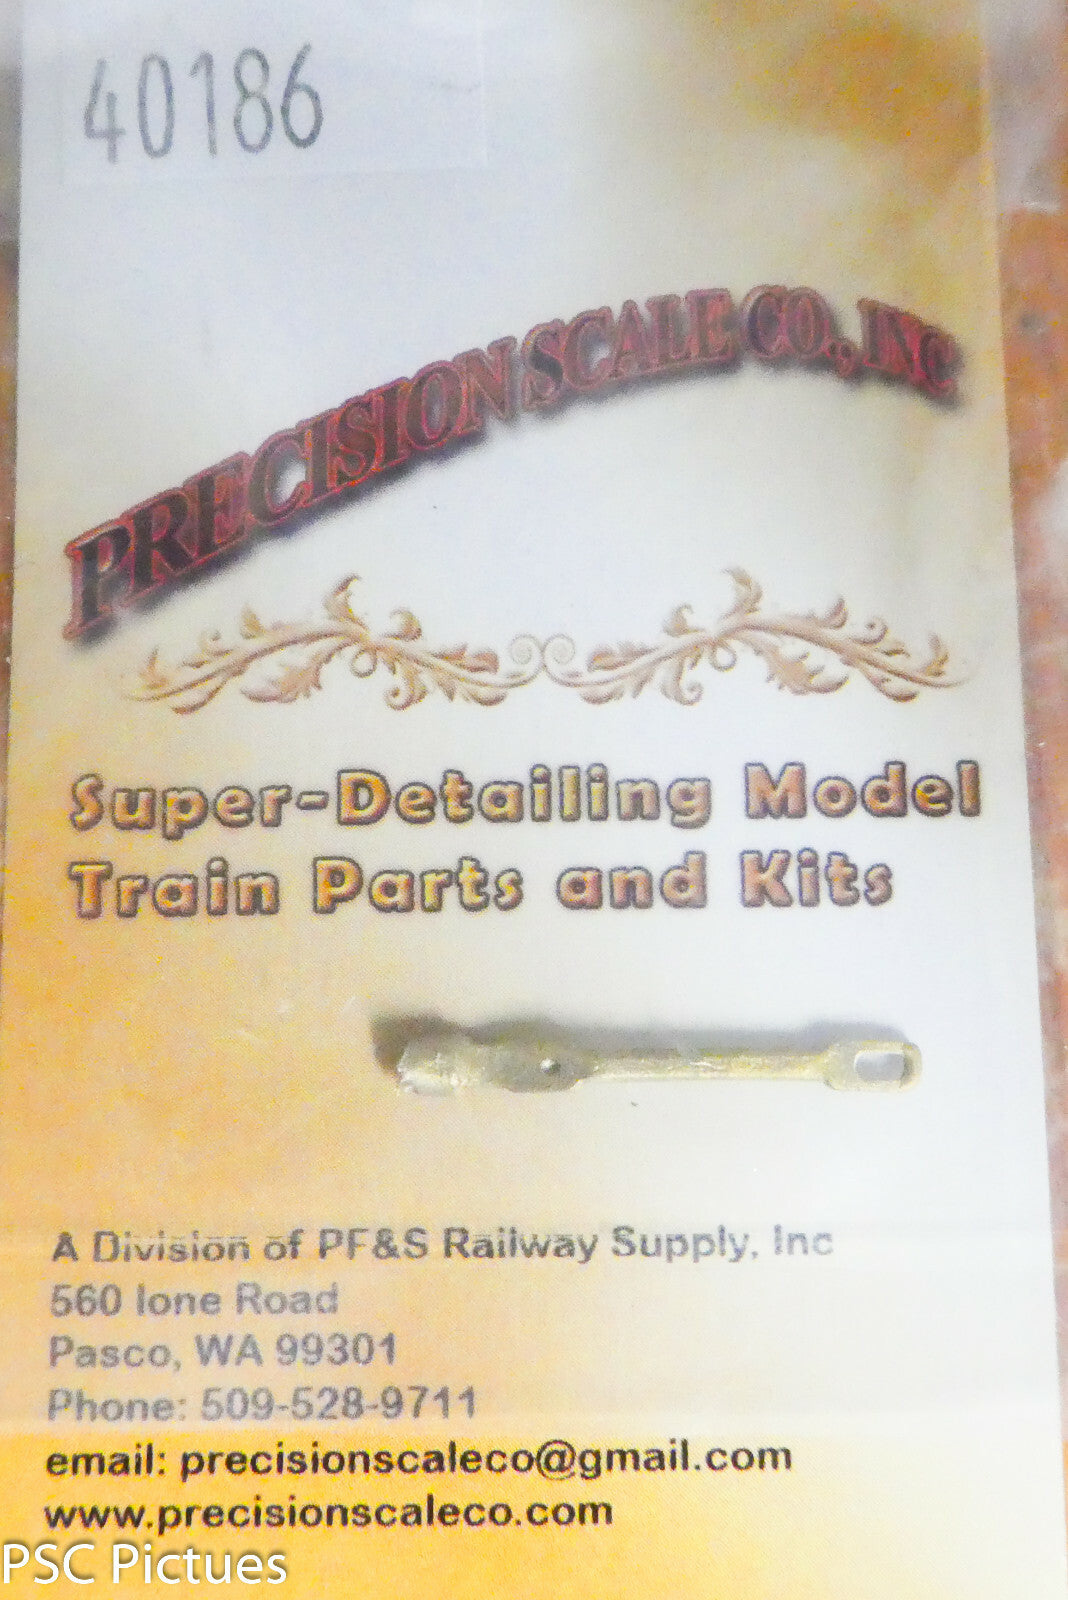 40186
PRECISION SCALE CO., INC
Super-Detailing Model
Train Parts and Kits
A Division of PF&S Railway Supply, Inc
560 Ione Road
Pasco, WA 99301
Phone: 509-528-9711
email: precisionscaleco@gmail.com
www.precisionscaleco.com
PSC Pictues